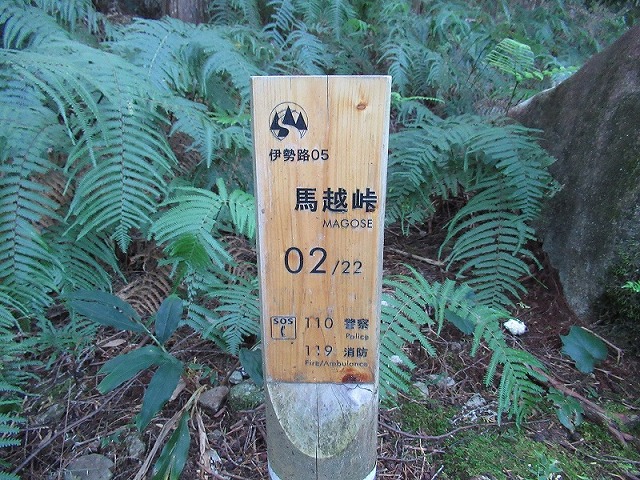 伊勢路05
馬越峠
MAGOSE
02/22
SOS 110 警察
Police
119 消防
Fire/Ambulance